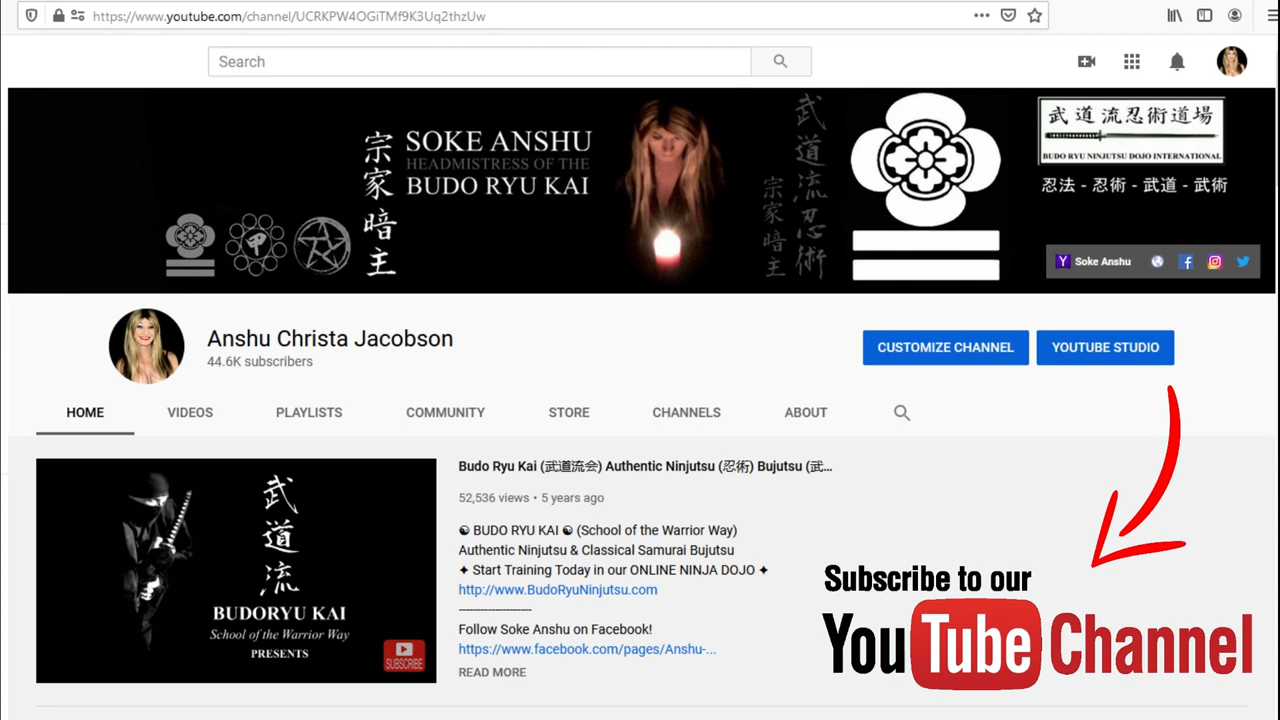 https://www.youtube.com/channel/UCRKPW4OGiTMf9K3Uq2thzUw
Search
宗家暗主
SOKE ANSHU
HEADMISTRESS OF THE
BUDO RYU KAI
甲
武道流忍術
宗家暗主
武道流忍術道場
BUDO RYU NINJUTSU DOJO INTERNATIONAL
忍法 - 忍術 - 武道 - 武術
Soke Anshu
Anshu Christa Jacobson
44.6K subscribers
CUSTOMIZE CHANNEL
YOUTUBE STUDIO
HOME VIDEOS PLAYLISTS COMMUNITY STORE CHANNELS ABOUT
武道流
BUDORYU KAI
School of the Warrior Way
PRESENTS
SUBSCRIBE
Budo Ryu Kai (武道流会) Authentic Ninjutsu (忍術) Bujutsu (武...
52,536 views • 5 years ago
☯ BUDO RYU KAI ☯ (School of the Warrior Way)
Authentic Ninjutsu & Classical Samurai Bujutsu
✦ Start Training Today in our ONLINE NINJA DOJO ✦
http://www.BudoRyuNinjutsu.com
--------------------
Follow Soke Anshu on Facebook!
https://www.facebook.com/pages/Anshu-...
READ MORE
Subscribe to our
YouTube Channel